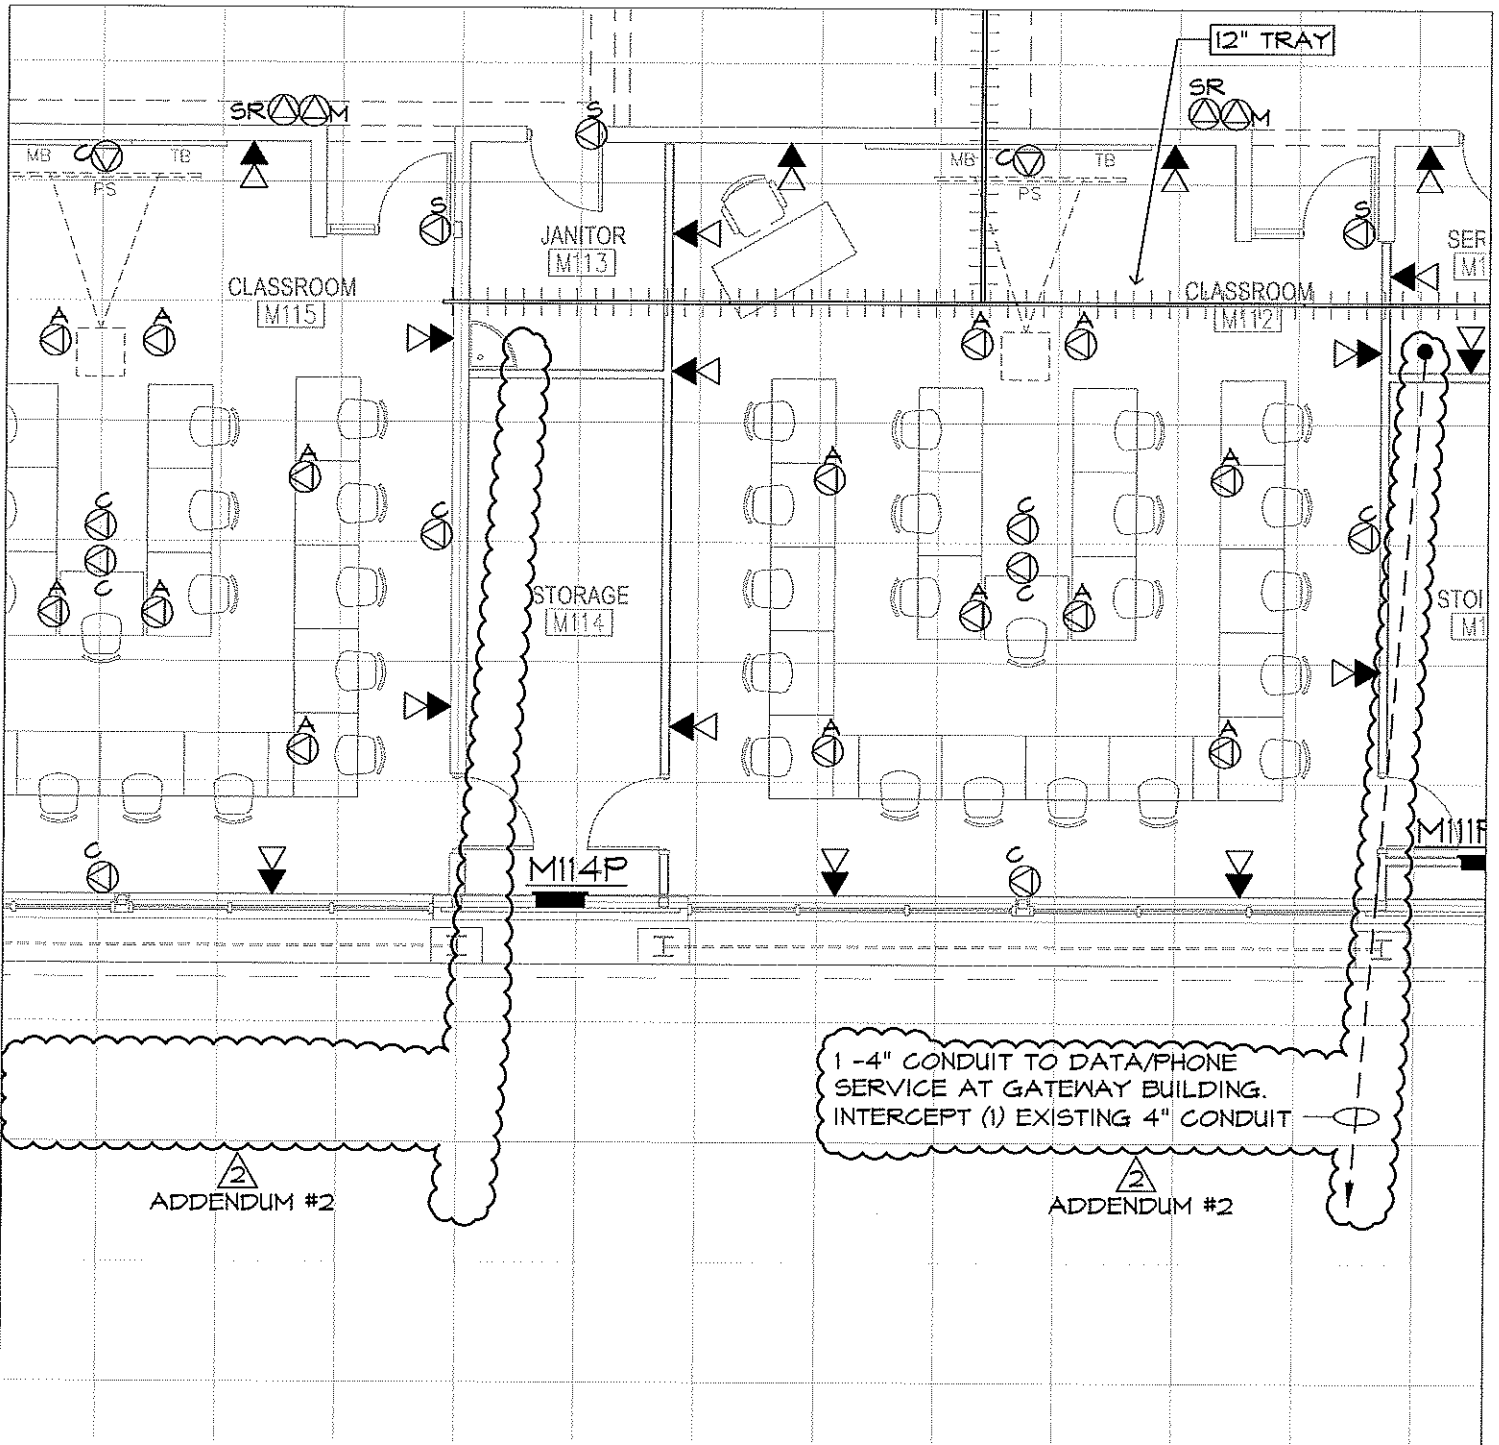 12" TRAY
SR M
S
SR M
MB C TB
PS
MB C TB
PS
S
JANITOR
M113
S
SER
M1
CLASSROOM
M115
CLASSROOM
M112
A A
A A
A
A
A
C
C
C
C
C
C
A A
STORAGE
M114
A A
STOR
M1
A
A
A
C
M114P
C
M111P
1 -4" CONDUIT TO DATA/PHONE
SERVICE AT GATEWAY BUILDING.
INTERCEPT (1) EXISTING 4" CONDUIT
2
ADDENDUM #2
2
ADDENDUM #2